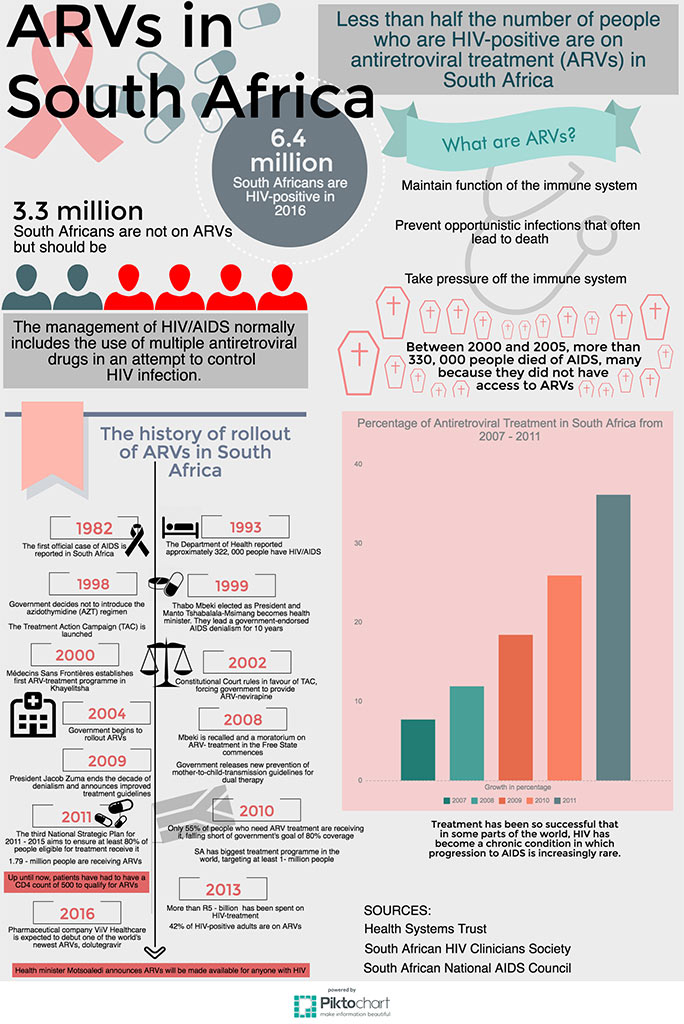 ARVs in
South Africa
Less than half the number of people
who are HIV-positive are on
antiretroviral treatment (ARVs) in
South Africa
6.4
million
South Africans are
HIV-positive in
2016
What are ARVs?
Maintain function of the immune system
Prevent opportunistic infections that often
lead to death
Take pressure off the immune system
3.3 million
South Africans are not on ARVs
but should be
The management of HIV/AIDS normally
includes the use of multiple antiretroviral
drugs in an attempt to control
HIV infection.
Between 2000 and 2005, more than
330, 000 people died of AIDS, many
because they did not have
access to ARVs
The history of rollout
of ARVs in South
Africa
1982
The first official case of AIDS is
reported in South Africa
1993
The Department of Health reported
approximately 322, 000 people have HIV/AIDS
1998
Government decides not to introduce the
azidothymidine (AZT) regimen
The Treatment Action Campaign (TAC) is
launched
1999
Thabo Mbeki elected as President and
Manto Tshabalala-Msimang becomes health
minister. They lead a government-endorsed
AIDS denialism for 10 years
2000
Médecins Sans Frontières establishes
first ARV-treatment programme in
Khayelitsha
2002
Constitutional Court rules in favour of TAC,
forcing government to provide
ARV-nevirapine
2004
Government begins to
rollout ARVs
2008
Mbeki is recalled and a moratorium on
ARV- treatment in the Free State
commences
Government releases new prevention of
mother-to-child-transmission guidelines for
dual therapy
2009
President Jacob Zuma ends the decade of
denialism and announces improved
treatment guidelines
2010
Only 55% of people who need ARV treatment are receiving
it, falling short of government's goal of 80% coverage
SA has biggest treatment programme in the
world, targeting at least 1- million people
2011
The third National Strategic Plan for
2011 - 2015 aims to ensure at least 80% of
people eligible for treatment receive it
1.79 - million people are receiving ARVs
Up until now, patients have had to have a
CD4 count of 500 to qualify for ARVs
2013
More than R5 - billion has been spent on
HIV-treatment
42% of HIV-positive adults are on ARVs
2016
Pharmaceutical company ViiV Healthcare
is expected to debut one of the world's
newest ARVs, dolutegravir
Health minister Motsoaledi announces ARVs will be made available for anyone with HIV
Percentage of Antiretroviral Treatment in South Africa from
2007 - 2011
40
30
20
10
0
Growth in percentage
2007 2008 2009 2010 2011
Treatment has been so successful that
in some parts of the world, HIV has
become a chronic condition in which
progression to AIDS is increasingly rare.
SOURCES:
Health Systems Trust
South African HIV Clinicians Society
South African National AIDS Council
powered by
Piktochart
make information beautiful